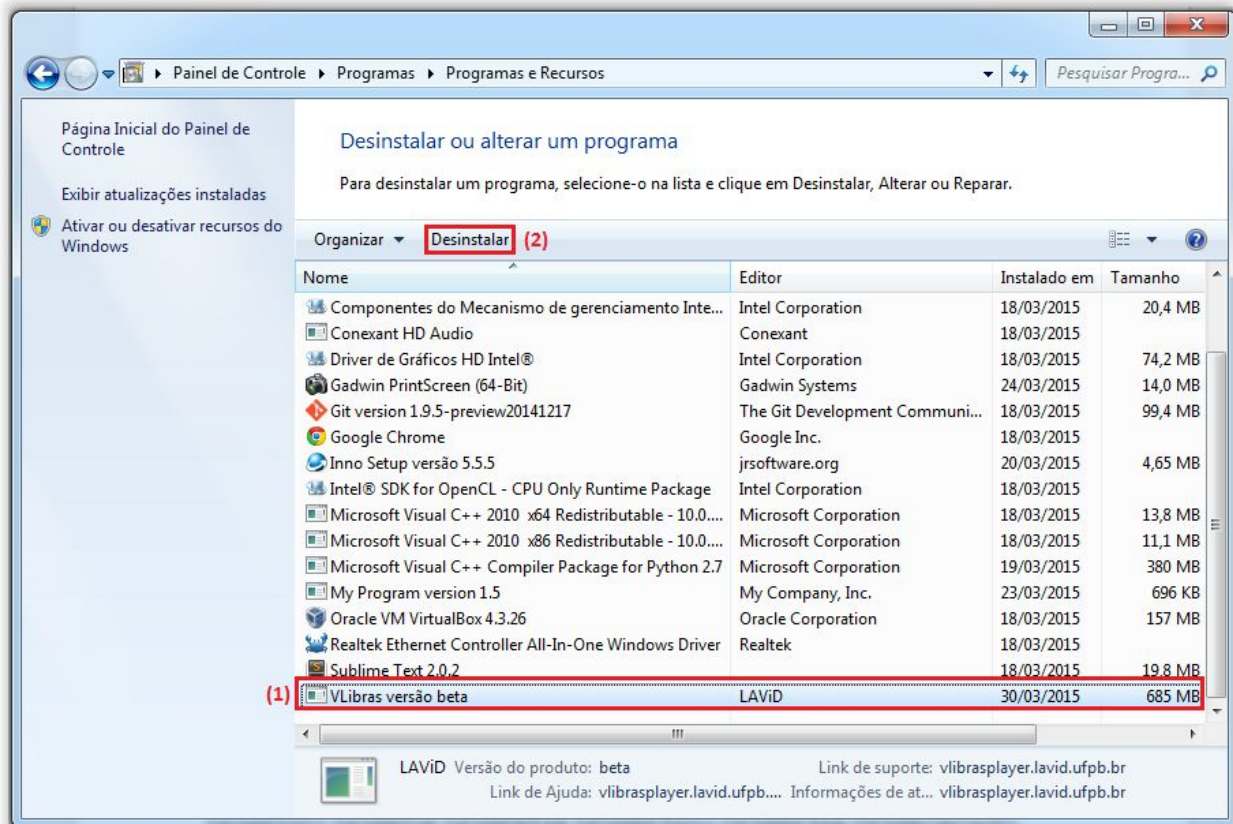 Painel de Controle ▸ Programas ▸ Programas e Recursos
Pesquisar Progra...
Página Inicial do Painel de
Controle
Exibir atualizações instaladas
Ativar ou desativar recursos do
Windows
Desinstalar ou alterar um programa
Para desinstalar um programa, selecione-o na lista e clique em Desinstalar, Alterar ou Reparar.
Organizar Desinstalar (2)
Nome Editor Instalado em Tamanho
Componentes do Mecanismo de gerenciamento Inte... Intel Corporation 18/03/2015 20,4 MB
Conexant HD Audio Conexant 18/03/2015
Driver de Gráficos HD Intel® Intel Corporation 18/03/2015 74,2 MB
Gadwin PrintScreen (64-Bit) Gadwin Systems 24/03/2015 14,0 MB
Git version 1.9.5-preview20141217 The Git Development Communi... 18/03/2015 99,4 MB
Google Chrome Google Inc. 18/03/2015
Inno Setup versão 5.5.5 jrsoftware.org 20/03/2015 4,65 MB
Intel® SDK for OpenCL - CPU Only Runtime Package Intel Corporation 18/03/2015
Microsoft Visual C++ 2010 x64 Redistributable - 10.0.... Microsoft Corporation 18/03/2015 13,8 MB
Microsoft Visual C++ 2010 x86 Redistributable - 10.0.... Microsoft Corporation 18/03/2015 11,1 MB
Microsoft Visual C++ Compiler Package for Python 2.7 Microsoft Corporation 19/03/2015 380 MB
My Program version 1.5 My Company, Inc. 23/03/2015 696 KB
Oracle VM VirtualBox 4.3.26 Oracle Corporation 18/03/2015 157 MB
Realtek Ethernet Controller All-In-One Windows Driver Realtek 18/03/2015
Sublime Text 2.0.2 18/03/2015 19,8 MB
(1) VLibras versão beta LAViD 30/03/2015 685 MB
LAViD Versão do produto: beta Link de suporte: vlibrasplayer.lavid.ufpb.br
Link de Ajuda: vlibrasplayer.lavid.ufpb.... Informações de at... vlibrasplayer.lavid.ufpb.br